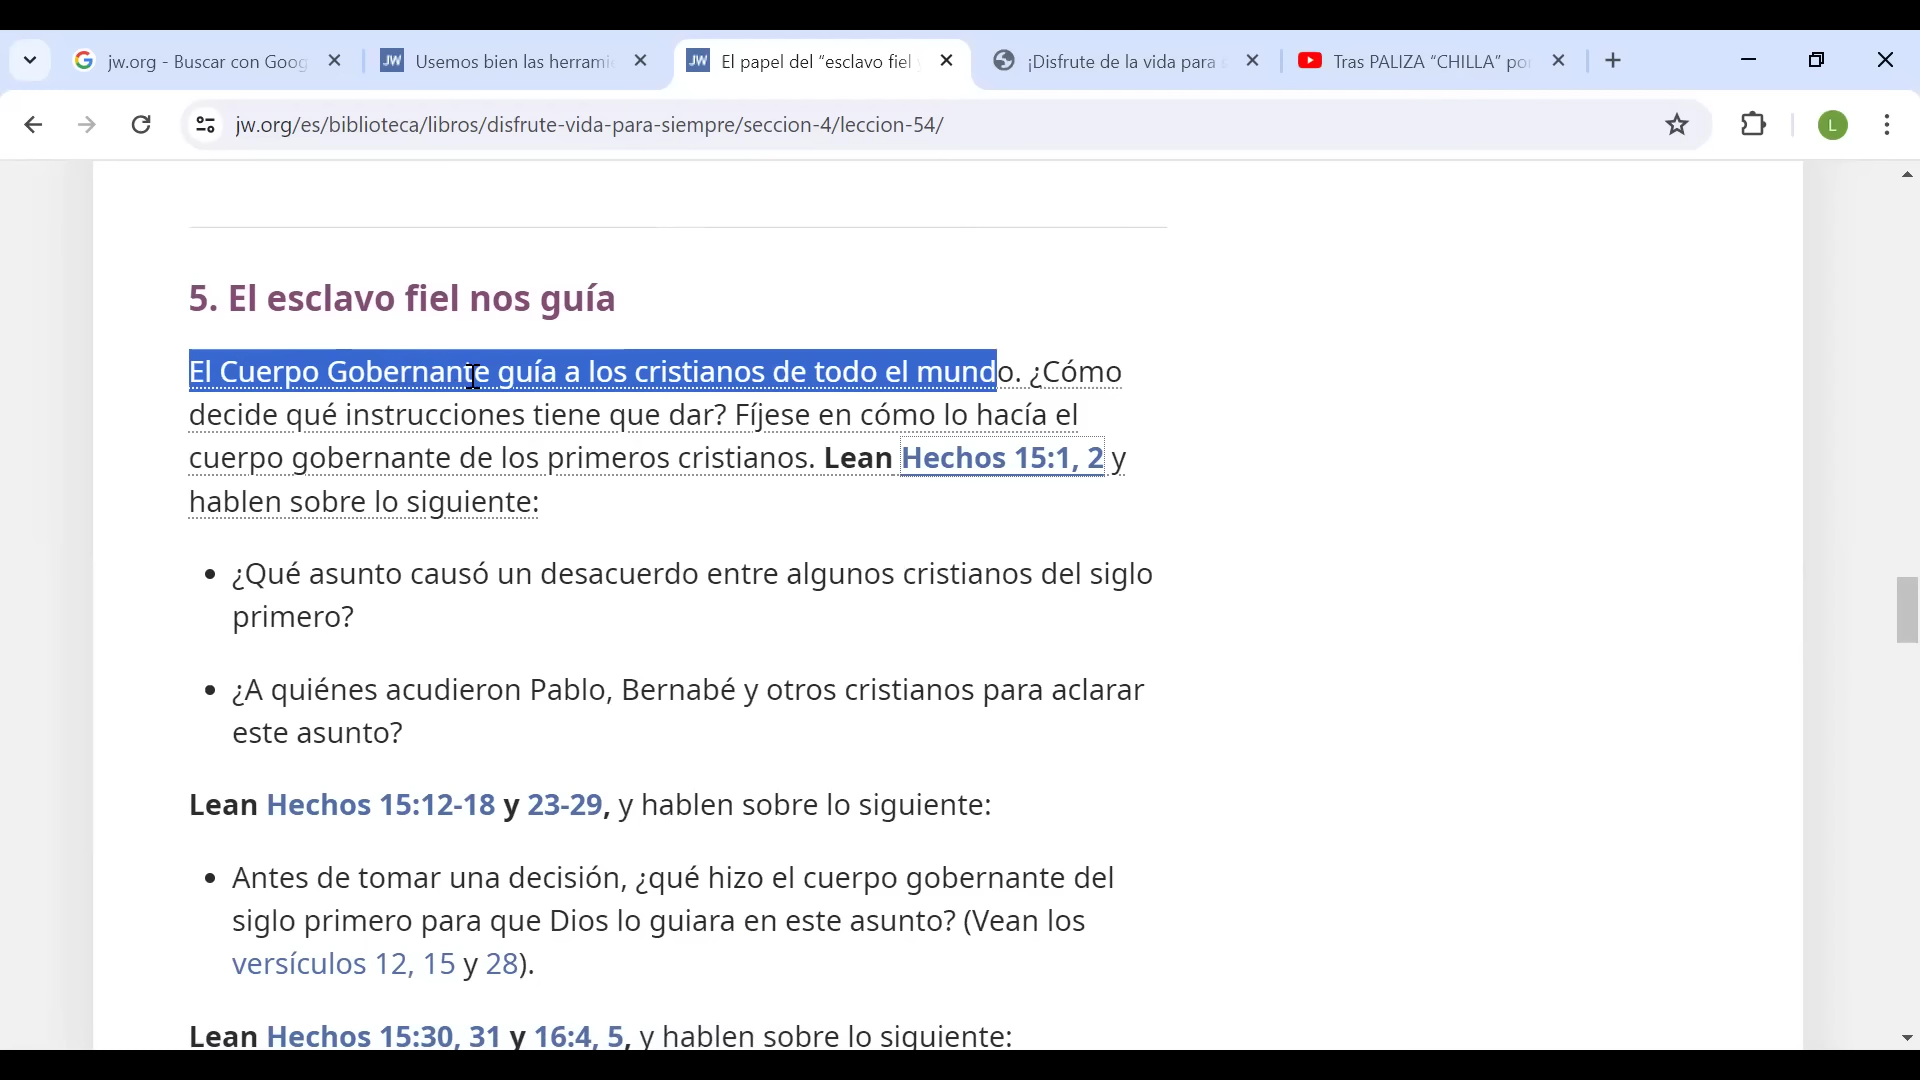 jw.org - Buscar con Goog
Usemos bien las herrami
El papel del “esclavo fiel
¡Disfrute de la vida para
Tras PALIZA “CHILLA” po
jw.org/es/biblioteca/libros/disfrute-vida-para-siempre/seccion-4/leccion-54/
L
5. El esclavo fiel nos guía
El Cuerpo Gobernante guía a los cristianos de todo el mundo. ¿Cómo
decide qué instrucciones tiene que dar? Fíjese en cómo lo hacía el
cuerpo gobernante de los primeros cristianos. Lean Hechos 15:1, 2 y
hablen sobre lo siguiente:
• ¿Qué asunto causó un desacuerdo entre algunos cristianos del siglo
primero?
• ¿A quiénes acudieron Pablo, Bernabé y otros cristianos para aclarar
este asunto?
Lean Hechos 15:12-18 y 23-29, y hablen sobre lo siguiente:
• Antes de tomar una decisión, ¿qué hizo el cuerpo gobernante del
siglo primero para que Dios lo guiara en este asunto? (Vean los
versículos 12, 15 y 28).
Lean Hechos 15:30, 31 y 16:4, 5, y hablen sobre lo siguiente: